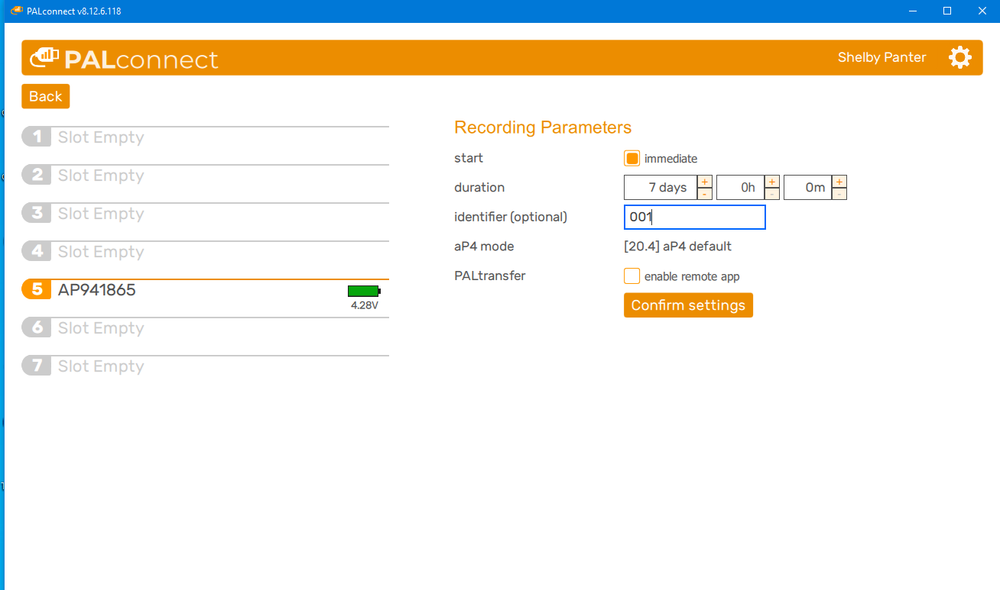 PALconnect v8.12.6.118
PALconnect
Shelby Panter
Back
1 Slot Empty
2 Slot Empty
3 Slot Empty
4 Slot Empty
5 AP941865
4.28V
6 Slot Empty
7 Slot Empty
Recording Parameters
start immediate
duration 7 days + - 0h + - 0m + -
identifier (optional) 001
aP4 mode [20.4] aP4 default
PALtransfer enable remote app
Confirm settings